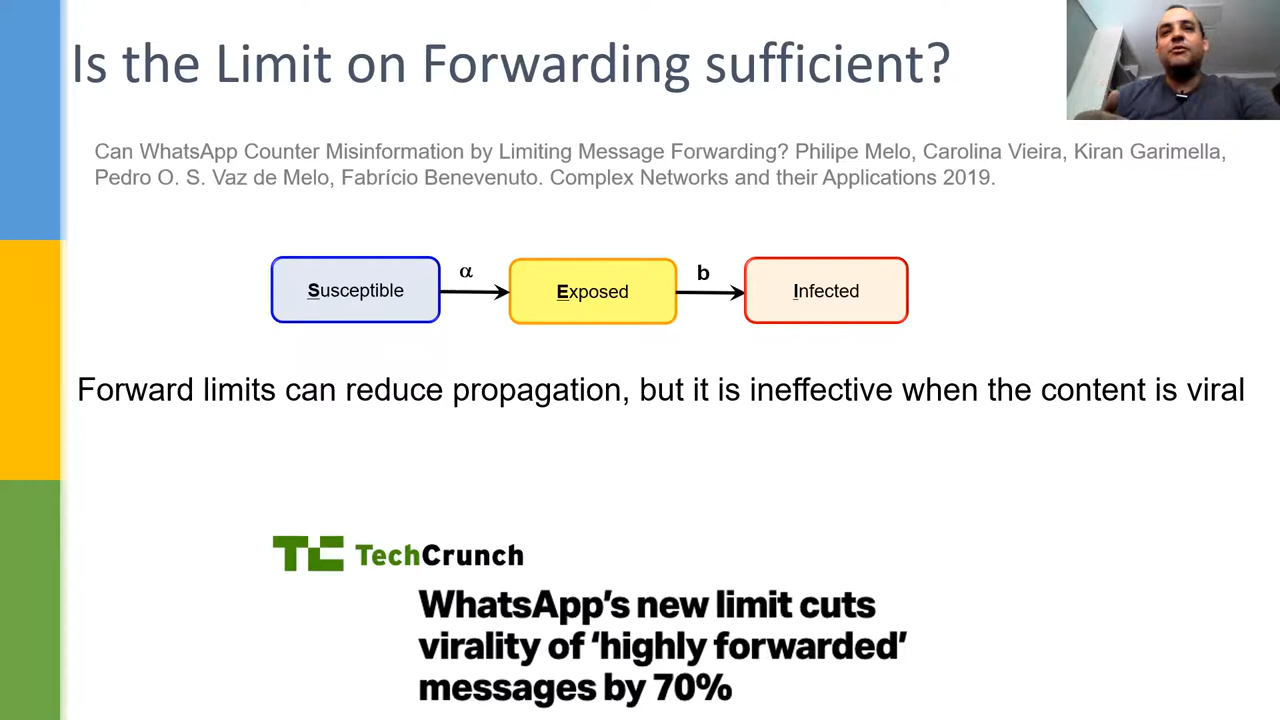 Is the Limit on Forwarding sufficient?
Can WhatsApp Counter Misinformation by Limiting Message Forwarding? Philipe Melo, Carolina Vieira, Kiran Garimella,
Pedro O. S. Vaz de Melo, Fabrício Benevenuto. Complex Networks and their Applications 2019.
Susceptible
α
Exposed
b
Infected
Forward limits can reduce propagation, but it is ineffective when the content is viral
TC TechCrunch
WhatsApp's new limit cuts
virality of 'highly forwarded'
messages by 70%